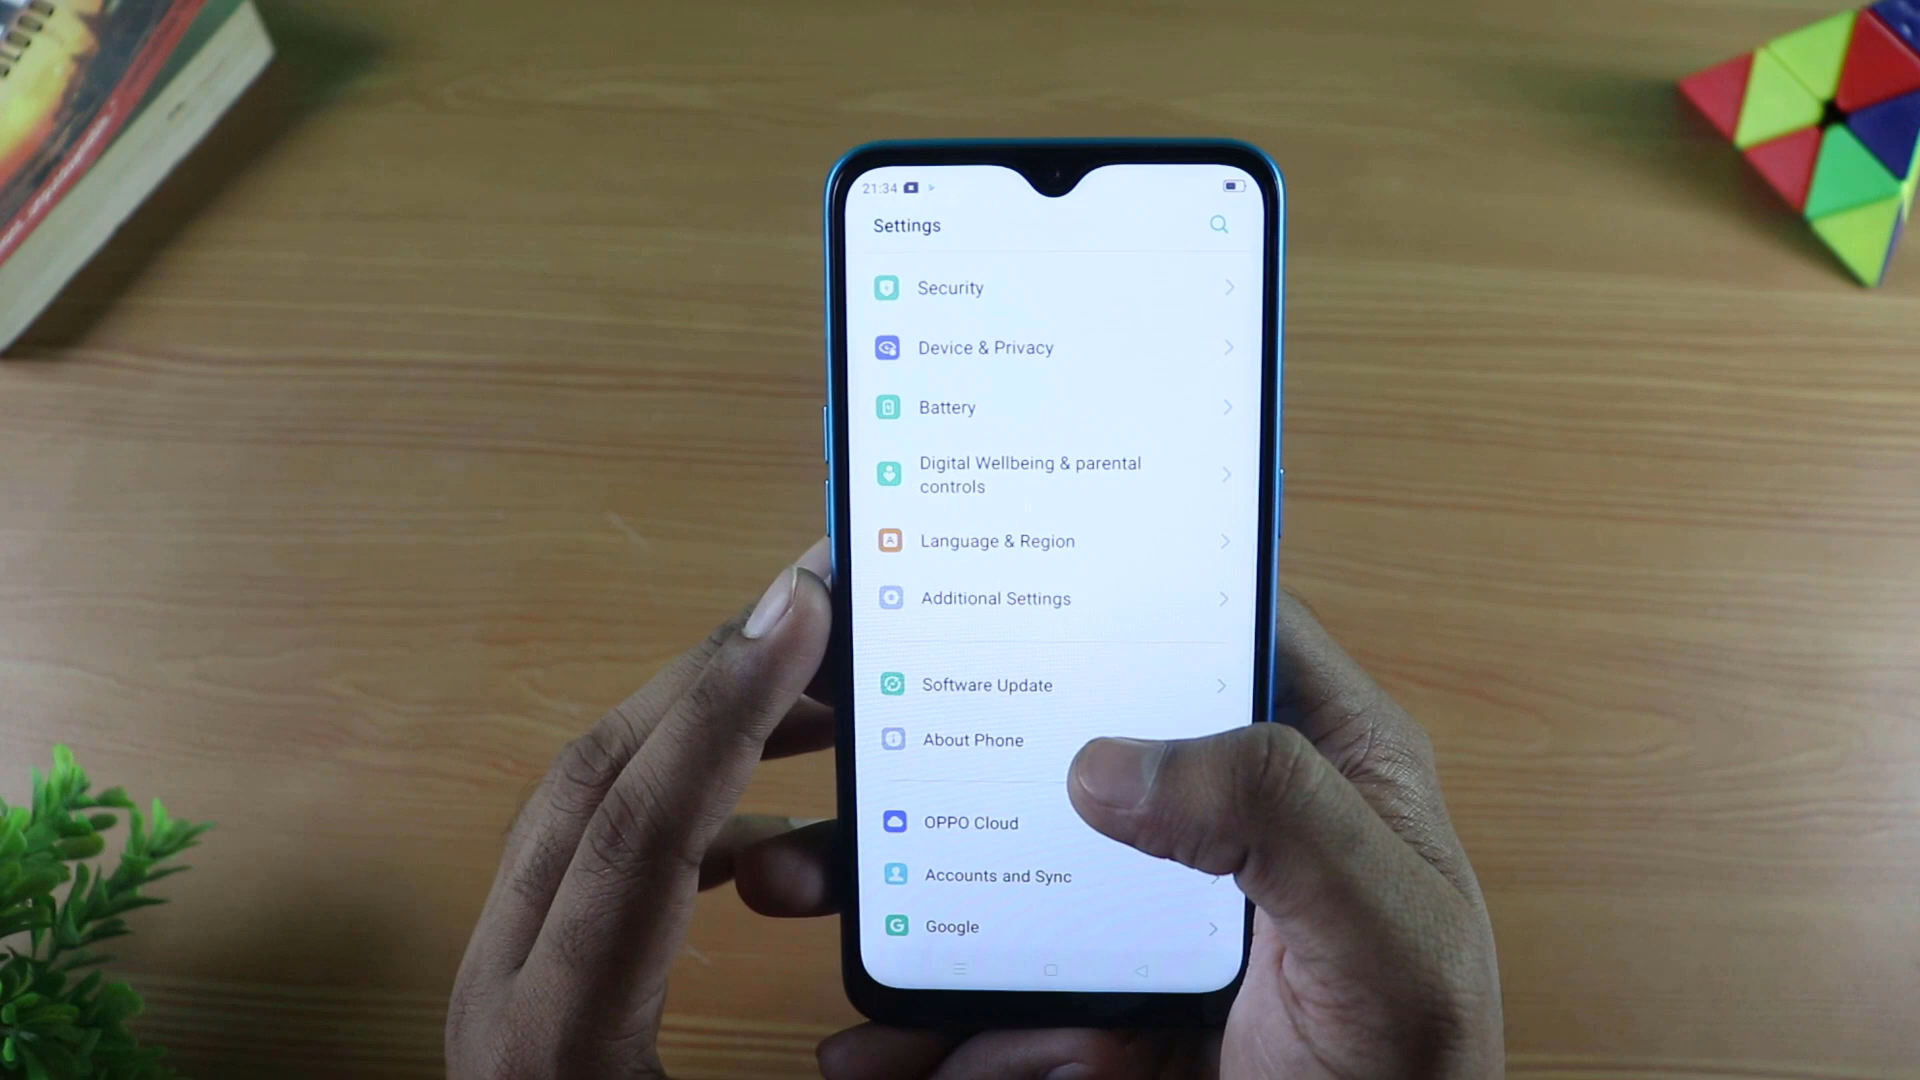 BLOOD
21:34
Settings
Security
Device & Privacy
Battery
Digital Wellbeing & parental
controls
Language & Region
Additional Settings
Software Update
About Phone
OPPO Cloud
Accounts and Sync
Google